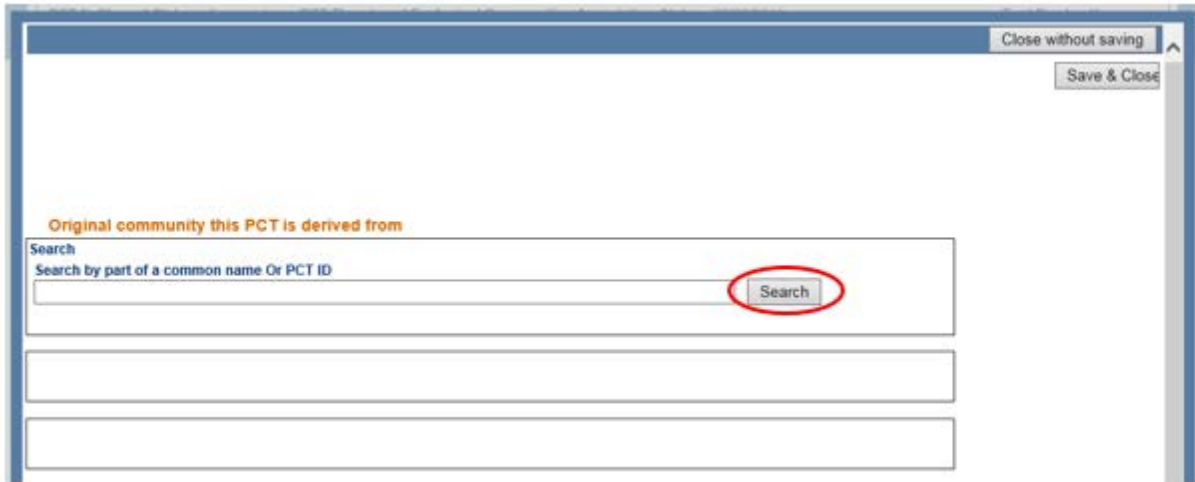 Close without saving
Save & Close
Original community this PCT is derived from
Search
Search by part of a common name Or PCT ID
Search